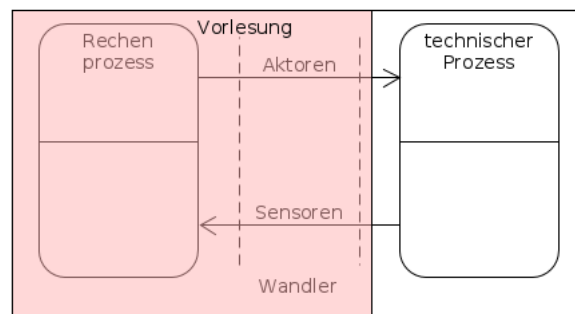 Vorlesung
Rechen
prozess
Aktoren
technischer
Prozess
Sensoren
Wandler